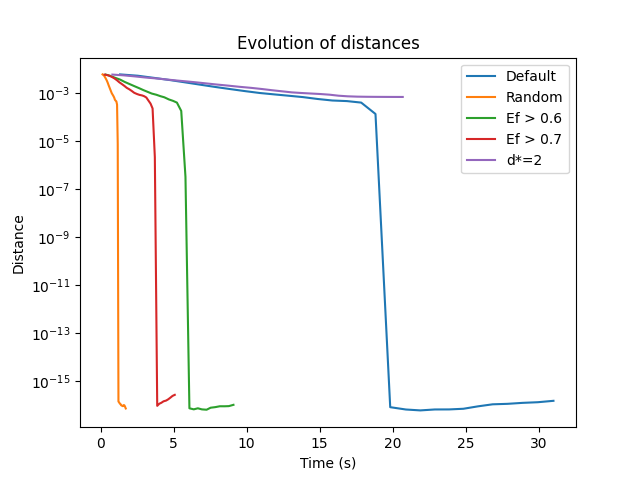 Evolution of distances
Default
Random
Ef > 0.6
Ef > 0.7
d*=2
Distance
10⁻³
10⁻⁵
10⁻⁷
10⁻⁹
10⁻¹¹
10⁻¹³
10⁻¹⁵
0 5 10 15 20 25 30
Time (s)